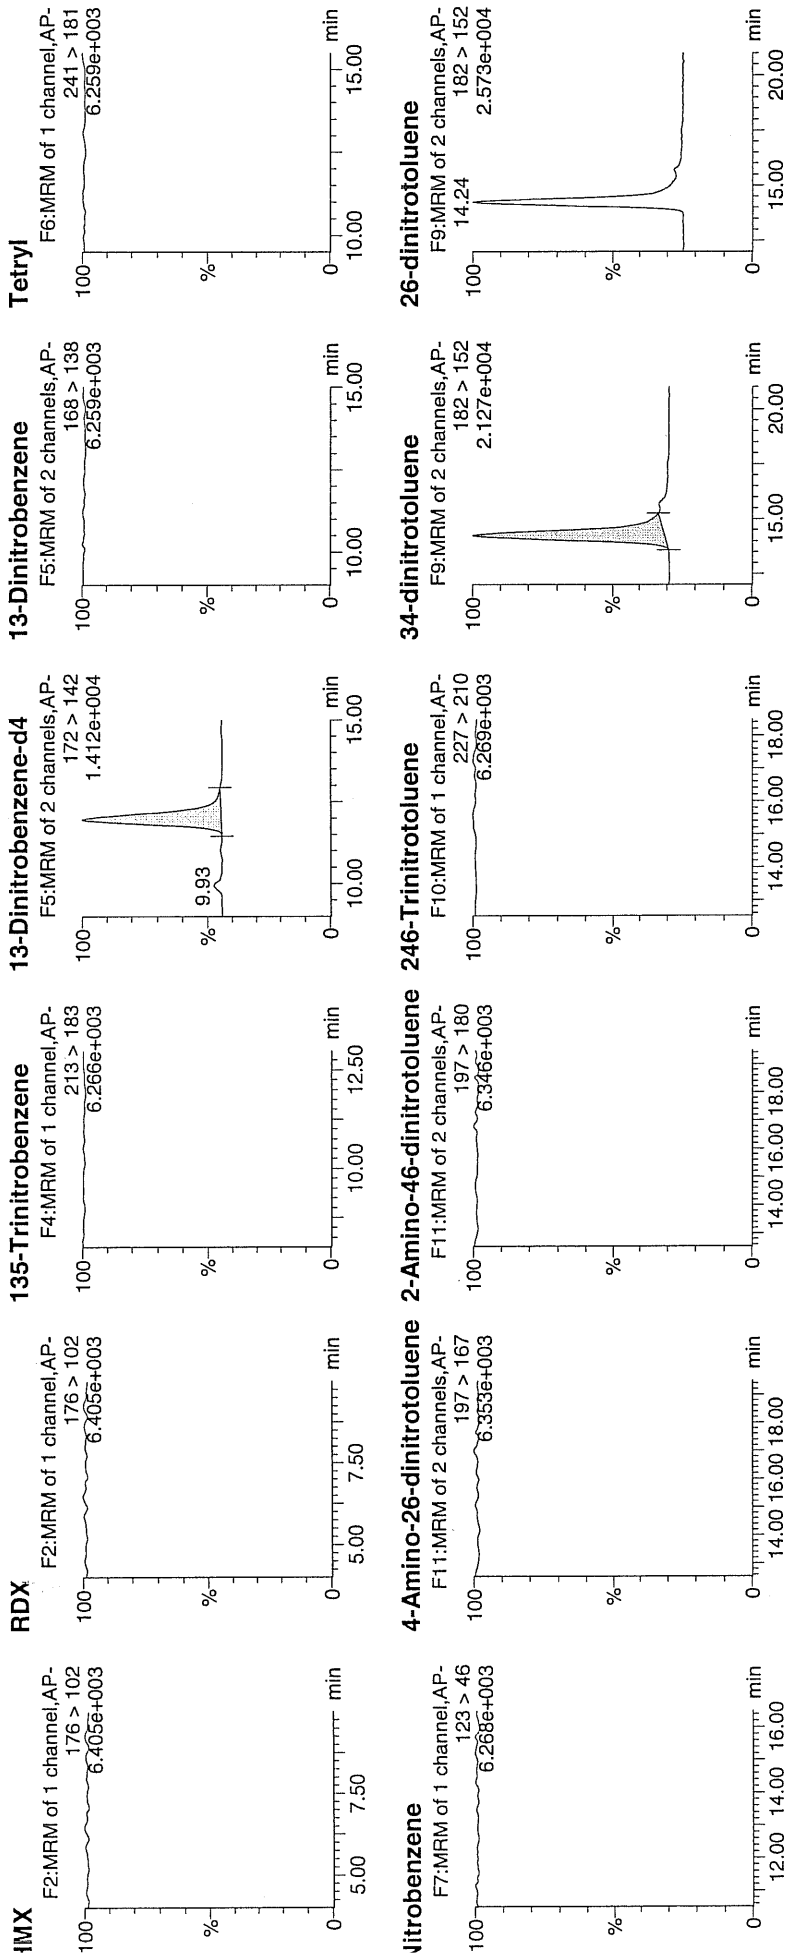 HMX
F2:MRM of 1 channel,AP-
176 > 102
6.405e+003
100
%
0
5.00 7.50 min
RDX
F2:MRM of 1 channel,AP-
176 > 102
6.405e+003
100
%
0
5.00 7.50 min
135-Trinitrobenzene
F4:MRM of 1 channel,AP-
213 > 183
6.266e+003
100
%
0
10.00 12.50 min
13-Dinitrobenzene-d4
F5:MRM of 2 channels,AP-
172 > 142
1.412e+004
100
9.93
%
0
10.00 15.00 min
13-Dinitrobenzene
F5:MRM of 2 channels,AP-
168 > 138
6.259e+003
100
%
0
10.00 15.00 min
Tetryl
F6:MRM of 1 channel,AP-
241 > 181
6.259e+003
100
%
0
10.00 15.00 min
Nitrobenzene
F7:MRM of 1 channel,AP-
123 > 46
6.268e+003
100
%
0
12.00 14.00 16.00 min
4-Amino-26-dinitrotoluene
F11:MRM of 2 channels,AP-
197 > 167
6.353e+003
100
%
0
14.00 16.00 18.00 min
2-Amino-46-dinitrotoluene
F11:MRM of 2 channels,AP-
197 > 180
6.346e+003
100
%
0
14.00 16.00 18.00 min
246-Trinitrotoluene
F10:MRM of 1 channel,AP-
227 > 210
6.269e+003
100
%
0
14.00 16.00 18.00 min
34-dinitrotoluene
F9:MRM of 2 channels,AP-
182 > 152
2.127e+004
100
%
0
15.00 20.00 min
26-dinitrotoluene
F9:MRM of 2 channels,AP-
14.24 182 > 152
2.573e+004
100
%
0
15.00 20.00 min